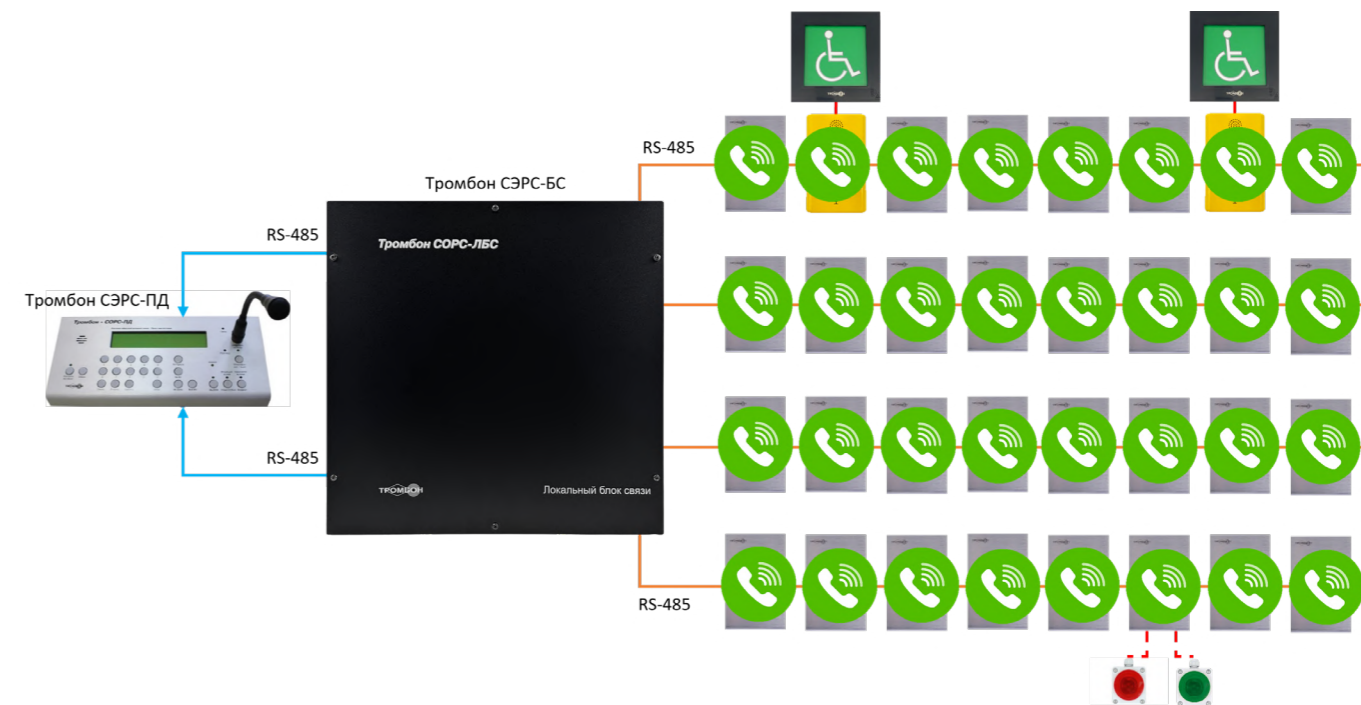 RS-485
Тромбон СЭРС-БС
RS-485
Тромбон СОРС-ЛБС
Тромбон СЭРС-ПД
Тромбон - СОРС-ПД
RS-485
ТРОМБОН
Локальный блок связи
RS-485